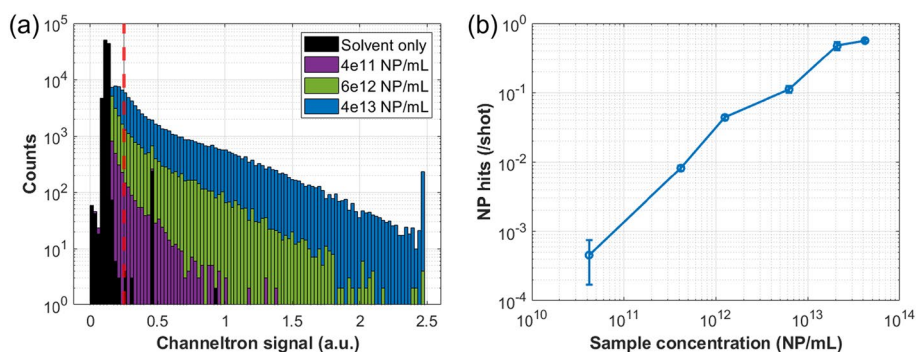 (a)
10^5
10^4
10^3
10^2
10^1
10^0
Counts
Solvent only
4e11 NP/mL
6e12 NP/mL
4e13 NP/mL
0 0.5 1 1.5 2 2.5
Channeltron signal (a.u.)
(b)
10^0
10^-1
10^-2
10^-3
10^-4
NP hits (/shot)
10^10 10^11 10^12 10^13 10^14
Sample concentration (NP/mL)